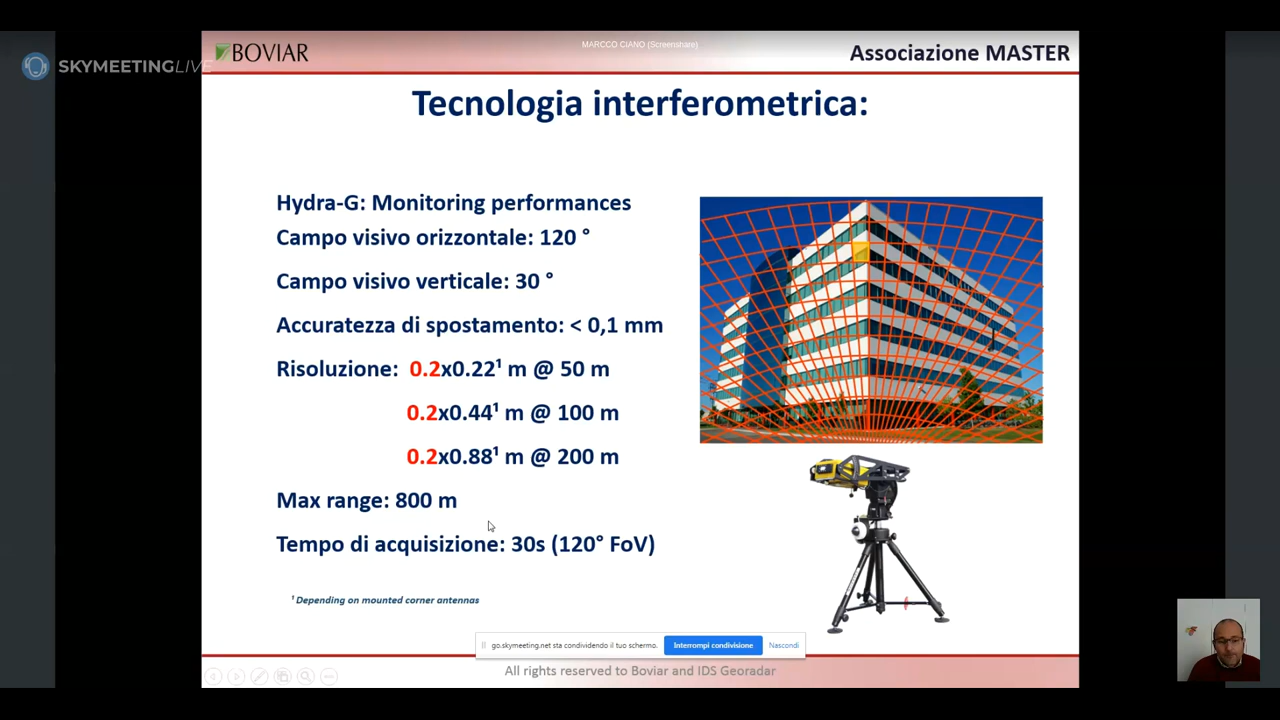 BOVIAR
MARCCO CIANO (Screenshare)
Associazione MASTER
SKYMEETINGLIVE
Tecnologia interferometrica:
Hydra-G: Monitoring performances
Campo visivo orizzontale: 120 °
Campo visivo verticale: 30 °
Accuratezza di spostamento: < 0,1 mm
Risoluzione: 0.2x0.22¹ m @ 50 m
0.2x0.44¹ m @ 100 m
0.2x0.88¹ m @ 200 m
Max range: 800 m
Tempo di acquisizione: 30s (120° FoV)
¹ Depending on mounted corner antennas
go.skymeeting.net sta condividendo il tuo schermo. Interrompi condivisione Nascondi
All rights reserved to Boviar and IDS Georadar